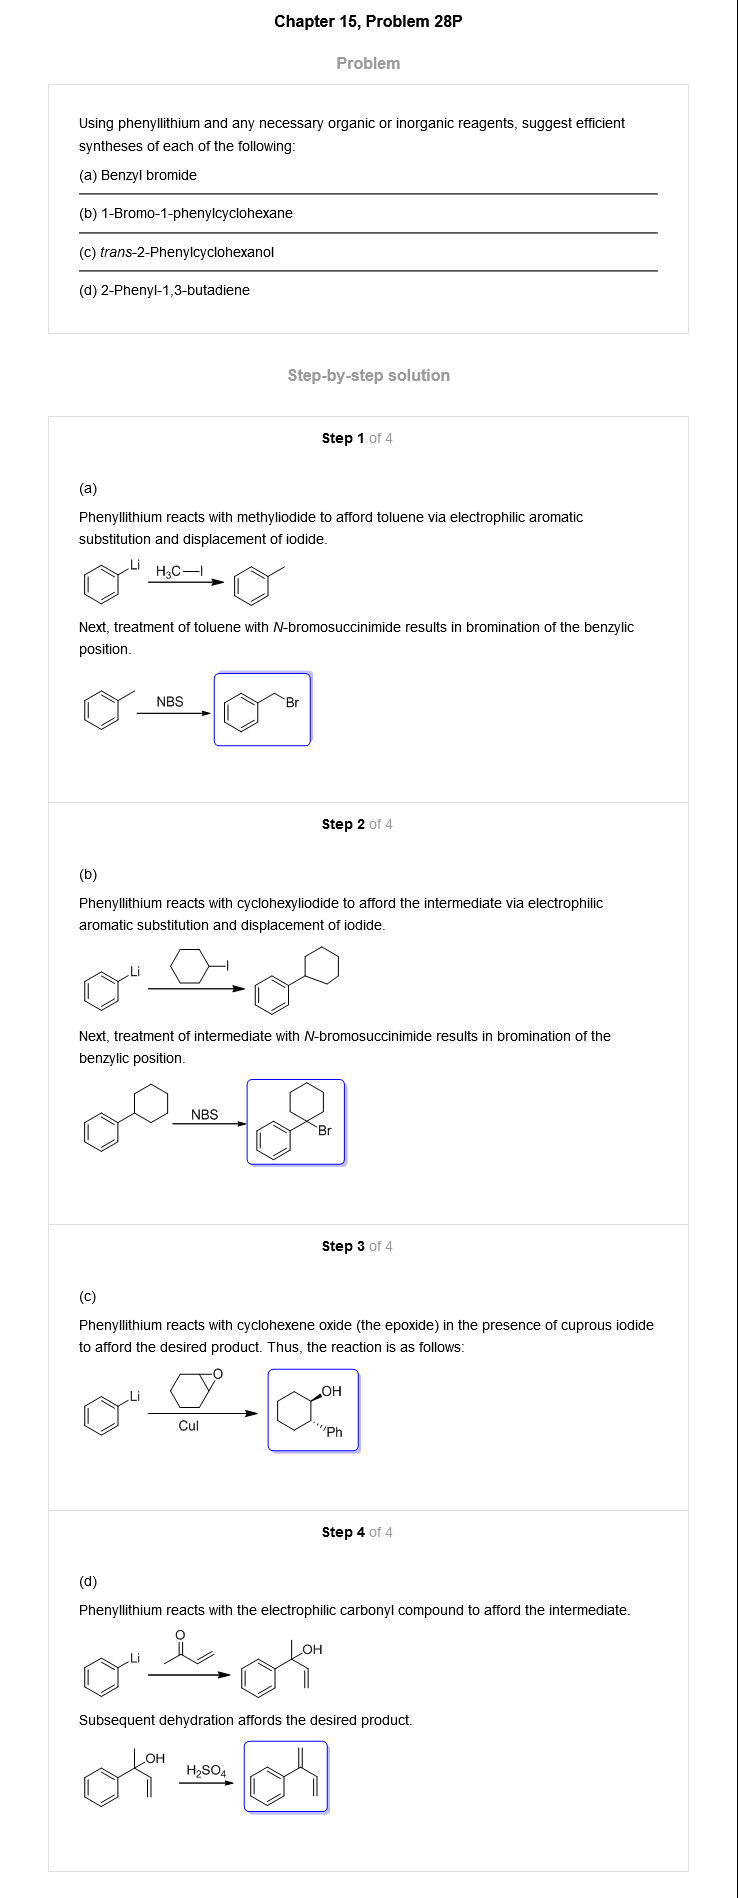 Chapter 15, Problem 28P
Problem
Using phenyllithium and any necessary organic or inorganic reagents, suggest efficient
syntheses of each of the following:
(a) Benzyl bromide
(b) 1-Bromo-1-phenylcyclohexane
(c) trans-2-Phenylcyclohexanol
(d) 2-Phenyl-1,3-butadiene
Step-by-step solution
Step 1 of 4
(a)
Phenyllithium reacts with methyliodide to afford toluene via electrophilic aromatic
substitution and displacement of iodide.
Li H₃C—I
Next, treatment of toluene with N-bromosuccinimide results in bromination of the benzylic
position.
NBS Br
Step 2 of 4
(b)
Phenyllithium reacts with cyclohexyliodide to afford the intermediate via electrophilic
aromatic substitution and displacement of iodide.
Li I
Next, treatment of intermediate with N-bromosuccinimide results in bromination of the
benzylic position.
NBS Br
Step 3 of 4
(c)
Phenyllithium reacts with cyclohexene oxide (the epoxide) in the presence of cuprous iodide
to afford the desired product. Thus, the reaction is as follows:
O
Li OH
CuI Ph
Step 4 of 4
(d)
Phenyllithium reacts with the electrophilic carbonyl compound to afford the intermediate.
O
Li OH
Subsequent dehydration affords the desired product.
OH H₂SO₄